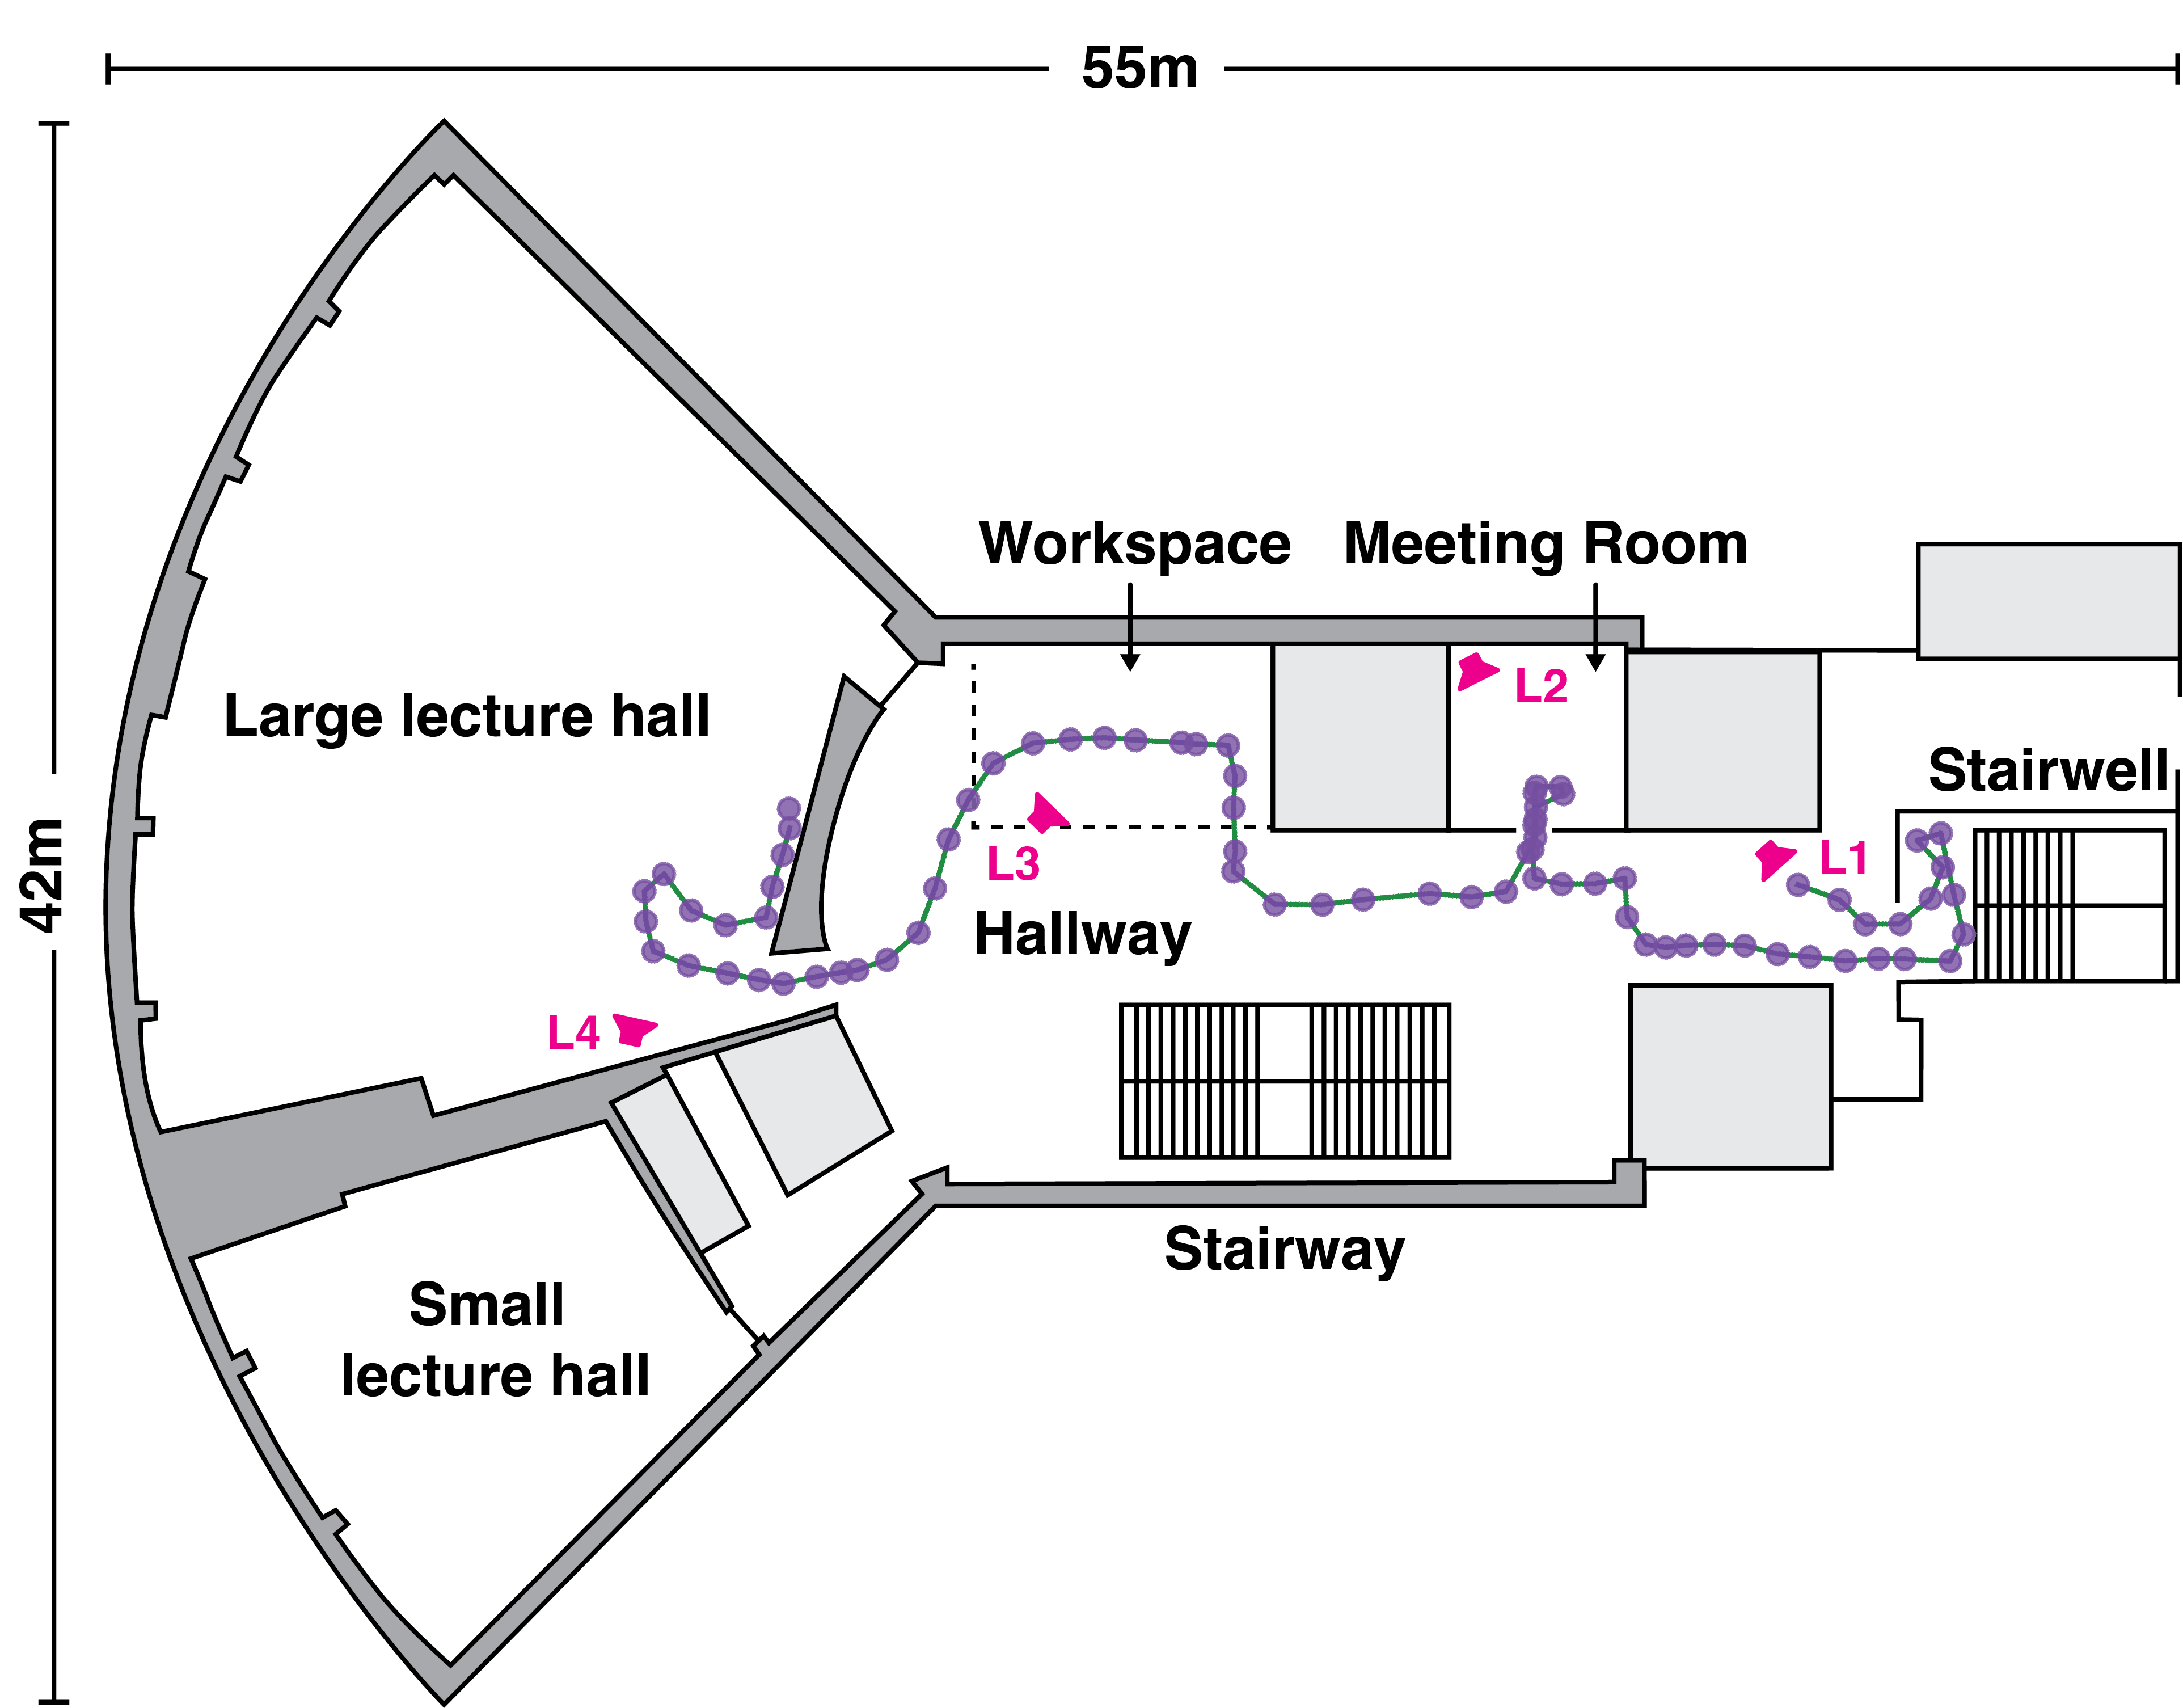 55m
42m
Workspace
Meeting Room
Large lecture hall
L2
Stairwell
L3
L1
Hallway
L4
Stairway
Small
lecture hall